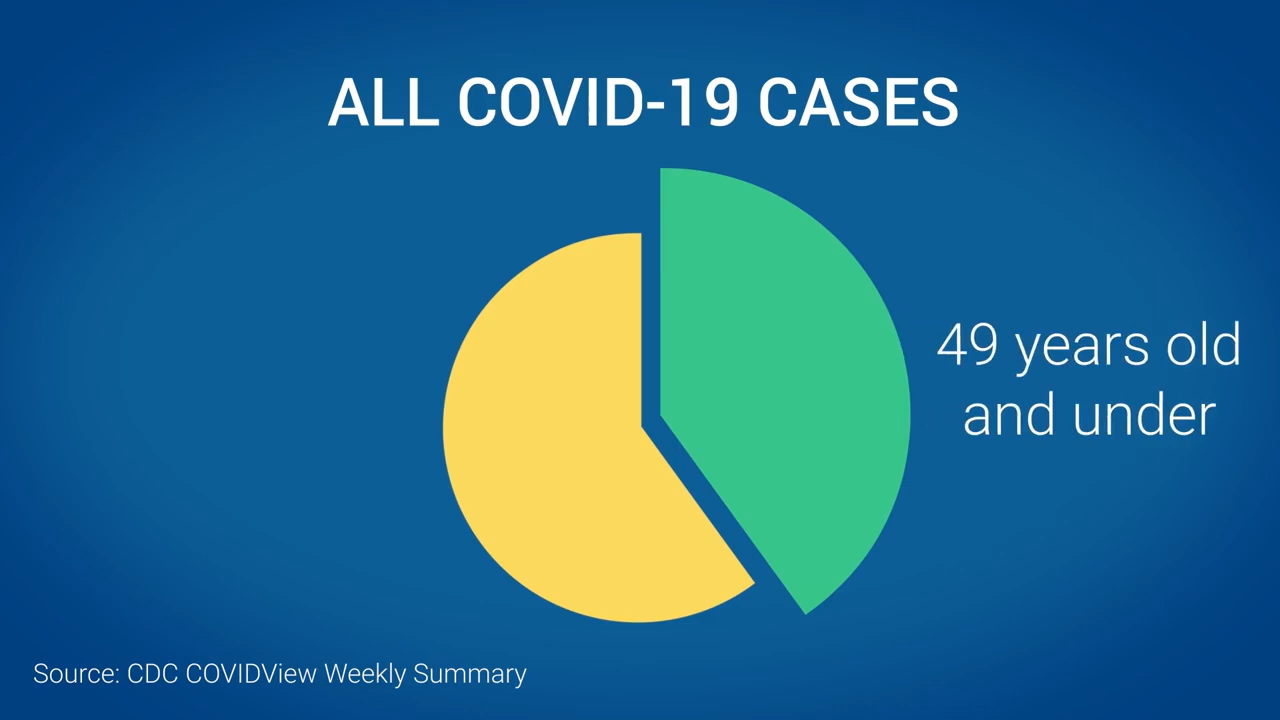 ALL COVID-19 CASES
49 years old
and under
Source: CDC COVIDView Weekly Summary